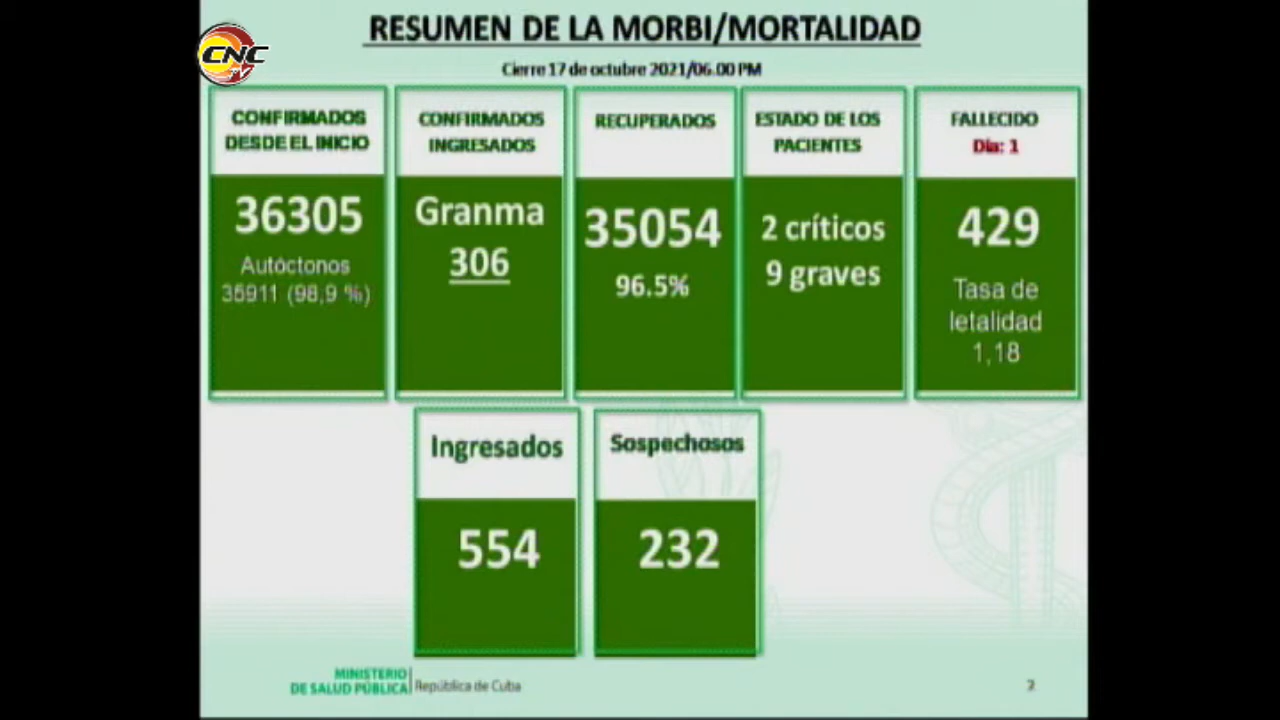 RESUMEN DE LA MORBI/MORTALIDAD
CNC
TV
Cierre 17 de octubre 2021/06.00 PM
CONFIRMADOS
DESDE EL INICIO
36305
Autóctonos
35911 (98,9 %)
CONFIRMADOS
INGRESADOS
Granma
306
RECUPERADOS
35054
96.5%
ESTADO DE LOS
PACIENTES
2 críticos
9 graves
FALLECIDO
Día: 1
429
Tasa de
letalidad
1,18
Ingresados
554
Sospechosos
232
MINISTERIO
DE SALUD PÚBLICA
República de Cuba
2